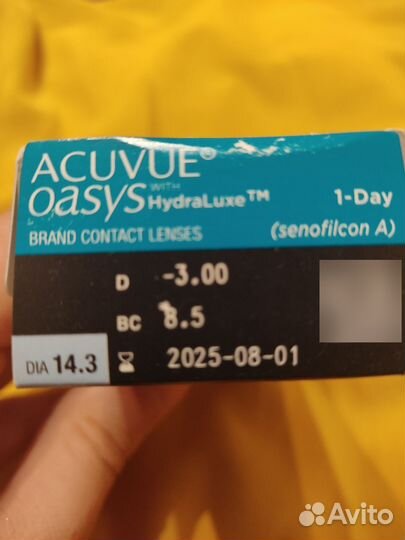 ACUVUE®
OASYS WITH HydraLuxe™ 1-Day
BRAND CONTACT LENSES (senofilcon A)
D -3.00
BC 8.5
DIA 14.3 2025-08-01
Avito